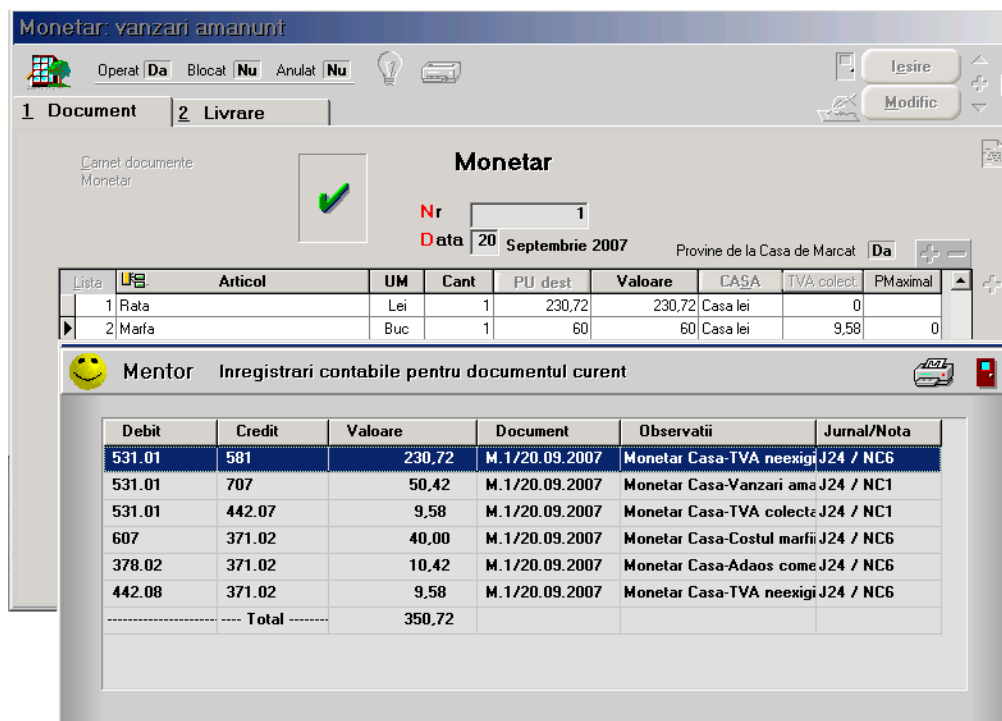 Monetar: vanzari amanunt
Operat Da Blocat Nu Anulat Nu
Iesire
Modific
1 Document 2 Livrare
Carnet documente
Monetar
Monetar
Nr 1
Data 20 Septembrie 2007
Provine de la Casa de Marcat Da
Lista Articol UM Cant PU dest Valoare CASA TVA colect. PMaximal
1 Rata Lei 1 230,72 230,72 Casa lei 0
2 Marfa Buc 1 60 60 Casa lei 9,58 0
Mentor Inregistrari contabile pentru documentul curent
Debit Credit Valoare Document Observatii Jurnal/Nota
531.01 581 230,72 M.1/20.09.2007 Monetar Casa-TVA neexigi J24 / NC6
531.01 707 50,42 M.1/20.09.2007 Monetar Casa-Vanzari ama J24 / NC1
531.01 442.07 9,58 M.1/20.09.2007 Monetar Casa-TVA colecta J24 / NC1
607 371.02 40,00 M.1/20.09.2007 Monetar Casa-Costul marfii J24 / NC6
378.02 371.02 10,42 M.1/20.09.2007 Monetar Casa-Adaos come J24 / NC6
442.08 371.02 9,58 M.1/20.09.2007 Monetar Casa-TVA neexigi J24 / NC6
---------------------- ---- Total -------- 350,72